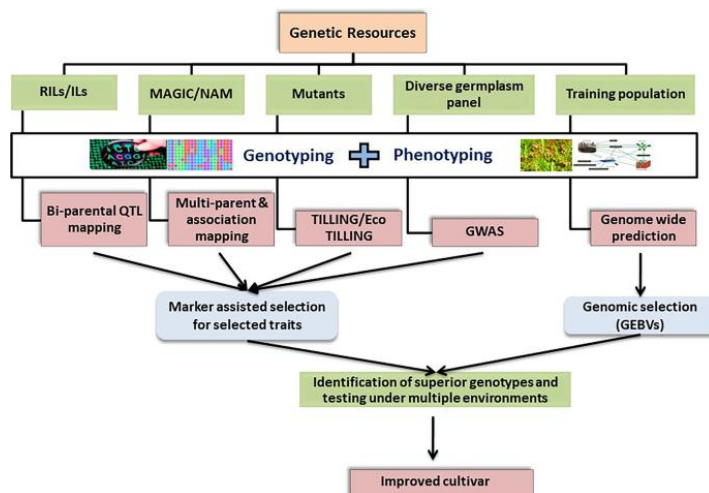 Genetic Resources
RILs/ILs
MAGIC/NAM
Mutants
Diverse germplasm
panel
Training population
Genotyping
Phenotyping
Bi-parental QTL
mapping
Multi-parent &
association
mapping
TILLING/Eco
TILLING
GWAS
Genome wide
prediction
Marker assisted selection
for selected traits
Genomic selection
(GEBVs)
Identification of superior genotypes and
testing under multiple environments
Improved cultivar